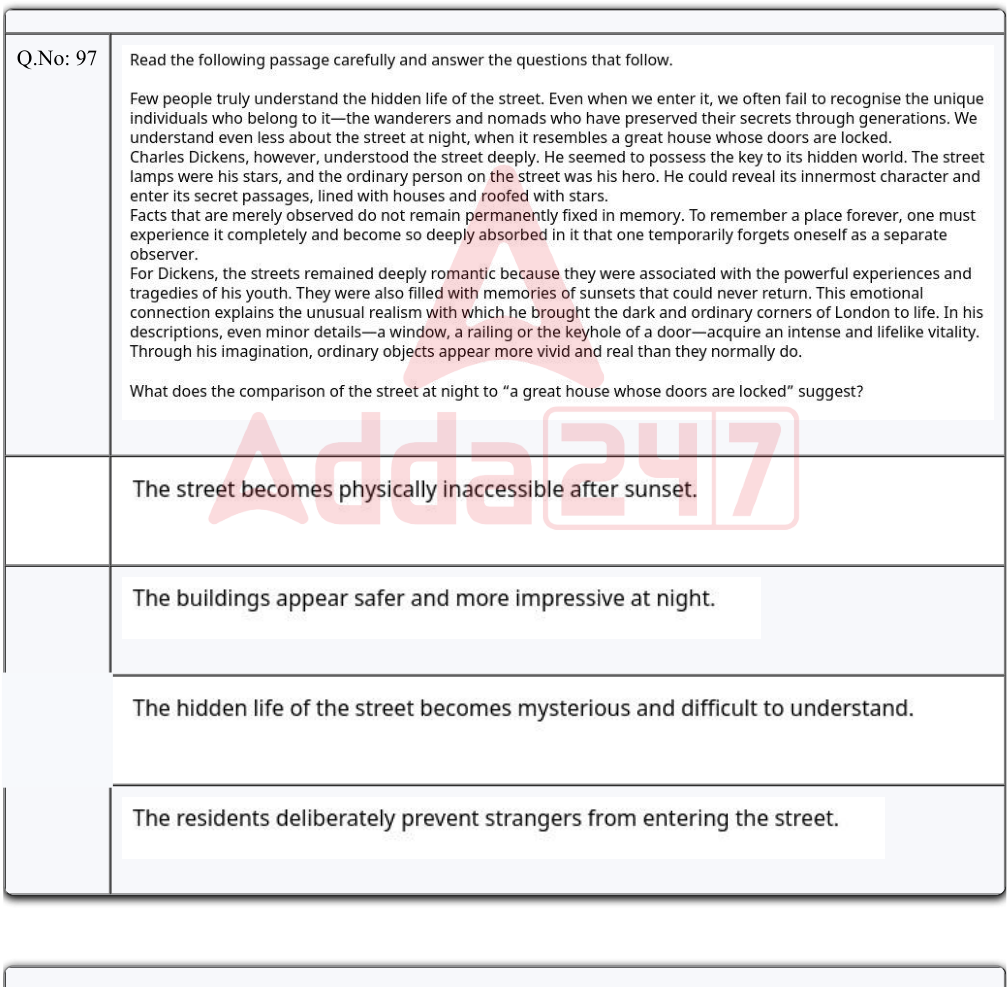 Q.No: 97
Read the following passage carefully and answer the questions that follow.
Few people truly understand the hidden life of the street. Even when we enter it, we often fail to recognise the unique
individuals who belong to it—the wanderers and nomads who have preserved their secrets through generations. We
understand even less about the street at night, when it resembles a great house whose doors are locked.
Charles Dickens, however, understood the street deeply. He seemed to possess the key to its hidden world. The street
lamps were his stars, and the ordinary person on the street was his hero. He could reveal its innermost character and
enter its secret passages, lined with houses and roofed with stars.
Facts that are merely observed do not remain permanently fixed in memory. To remember a place forever, one must
experience it completely and become so deeply absorbed in it that one temporarily forgets oneself as a separate
observer.
For Dickens, the streets remained deeply romantic because they were associated with the powerful experiences and
tragedies of his youth. They were also filled with memories of sunsets that could never return. This emotional
connection explains the unusual realism with which he brought the dark and ordinary corners of London to life. In his
descriptions, even minor details—a window, a railing or the keyhole of a door—acquire an intense and lifelike vitality.
Through his imagination, ordinary objects appear more vivid and real than they normally do.
What does the comparison of the street at night to “a great house whose doors are locked” suggest?
Adda247
The street becomes physically inaccessible after sunset.
The buildings appear safer and more impressive at night.
The hidden life of the street becomes mysterious and difficult to understand.
The residents deliberately prevent strangers from entering the street.